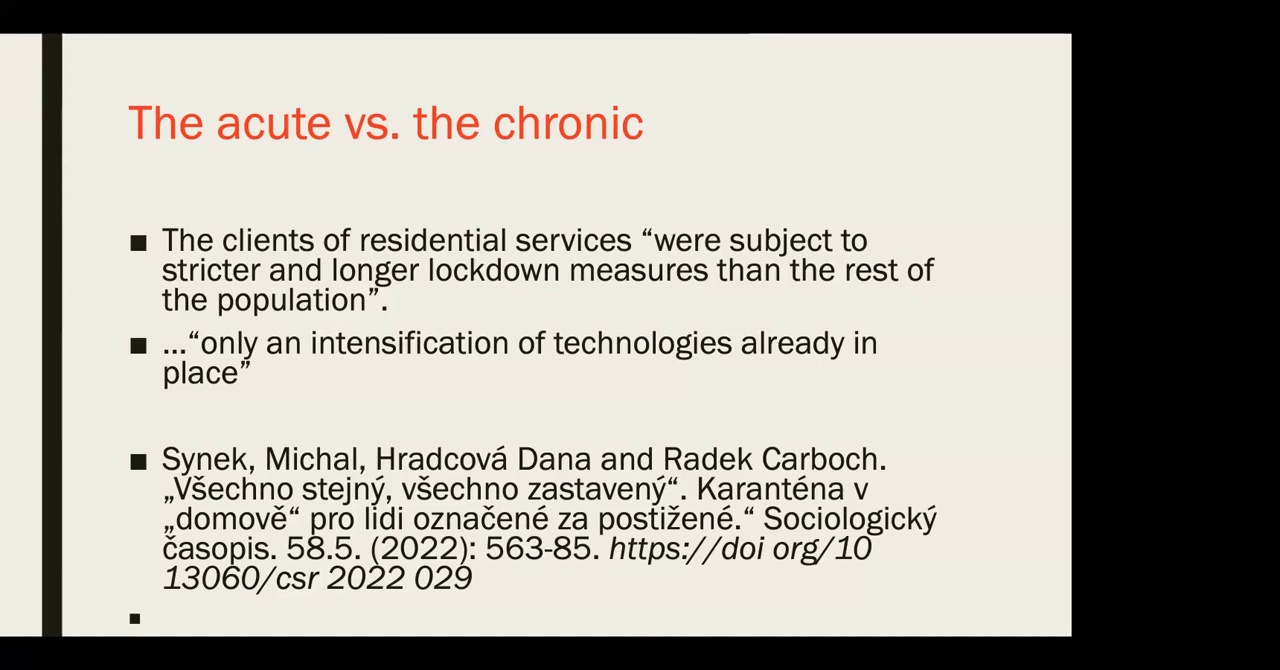 The acute vs. the chronic
■ The clients of residential services “were subject to
stricter and longer lockdown measures than the rest of
the population”.
■ ...“only an intensification of technologies already in
place”
■ Synek, Michal, Hradcová Dana and Radek Carboch.
„Všechno stejný, všechno zastavený“. Karanténa v
„domově“ pro lidi označené za postižené.“ Sociologický
časopis. 58.5. (2022): 563-85. https://doi org/10
13060/csr 2022 029
■